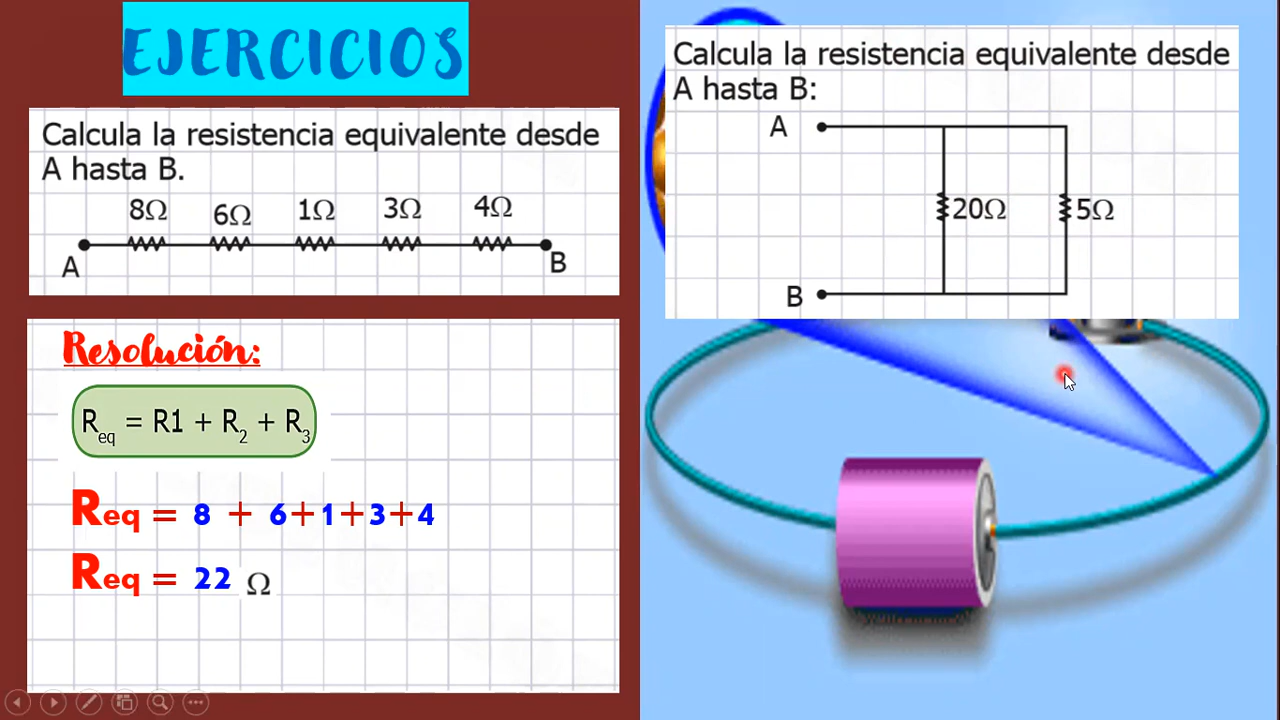 EJERCICIOS
Calcula la resistencia equivalente desde
A hasta B.
8Ω 6Ω 1Ω 3Ω 4Ω
A B
Resolución:
Req = R1 + R2 + R3
Req = 8 + 6+1+3+4
Req = 22 Ω
Calcula la resistencia equivalente desde
A hasta B:
A
20Ω 5Ω
B